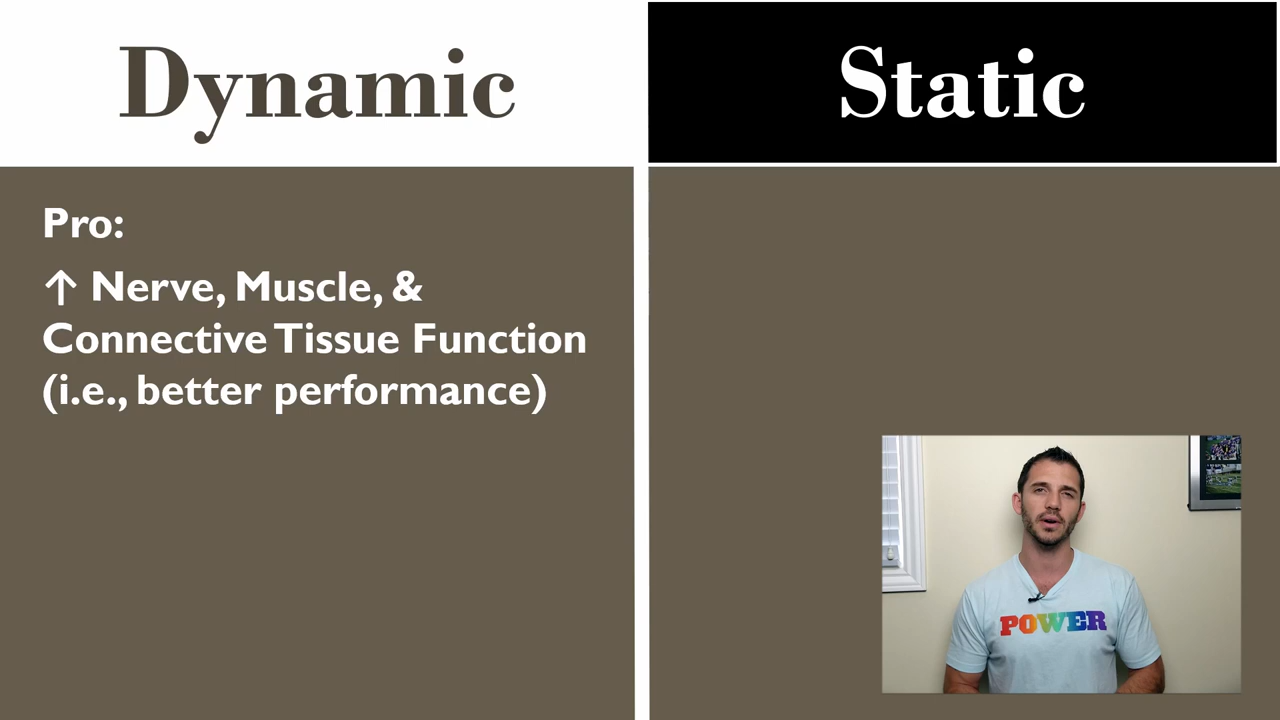 Dynamic
Static
Pro:
↑ Nerve, Muscle, &
Connective Tissue Function
(i.e., better performance)
POWER